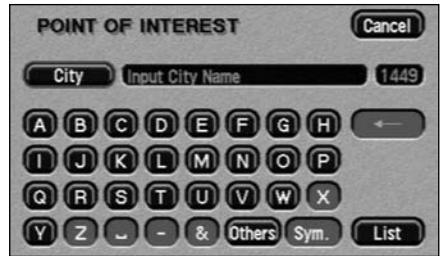 POINT OF INTEREST Cancel
City Input City Name 1449
A B C D E F G H ←
I J K L M N O P
Q R S T U V W X
Y Z ␣ - & Others Sym. List